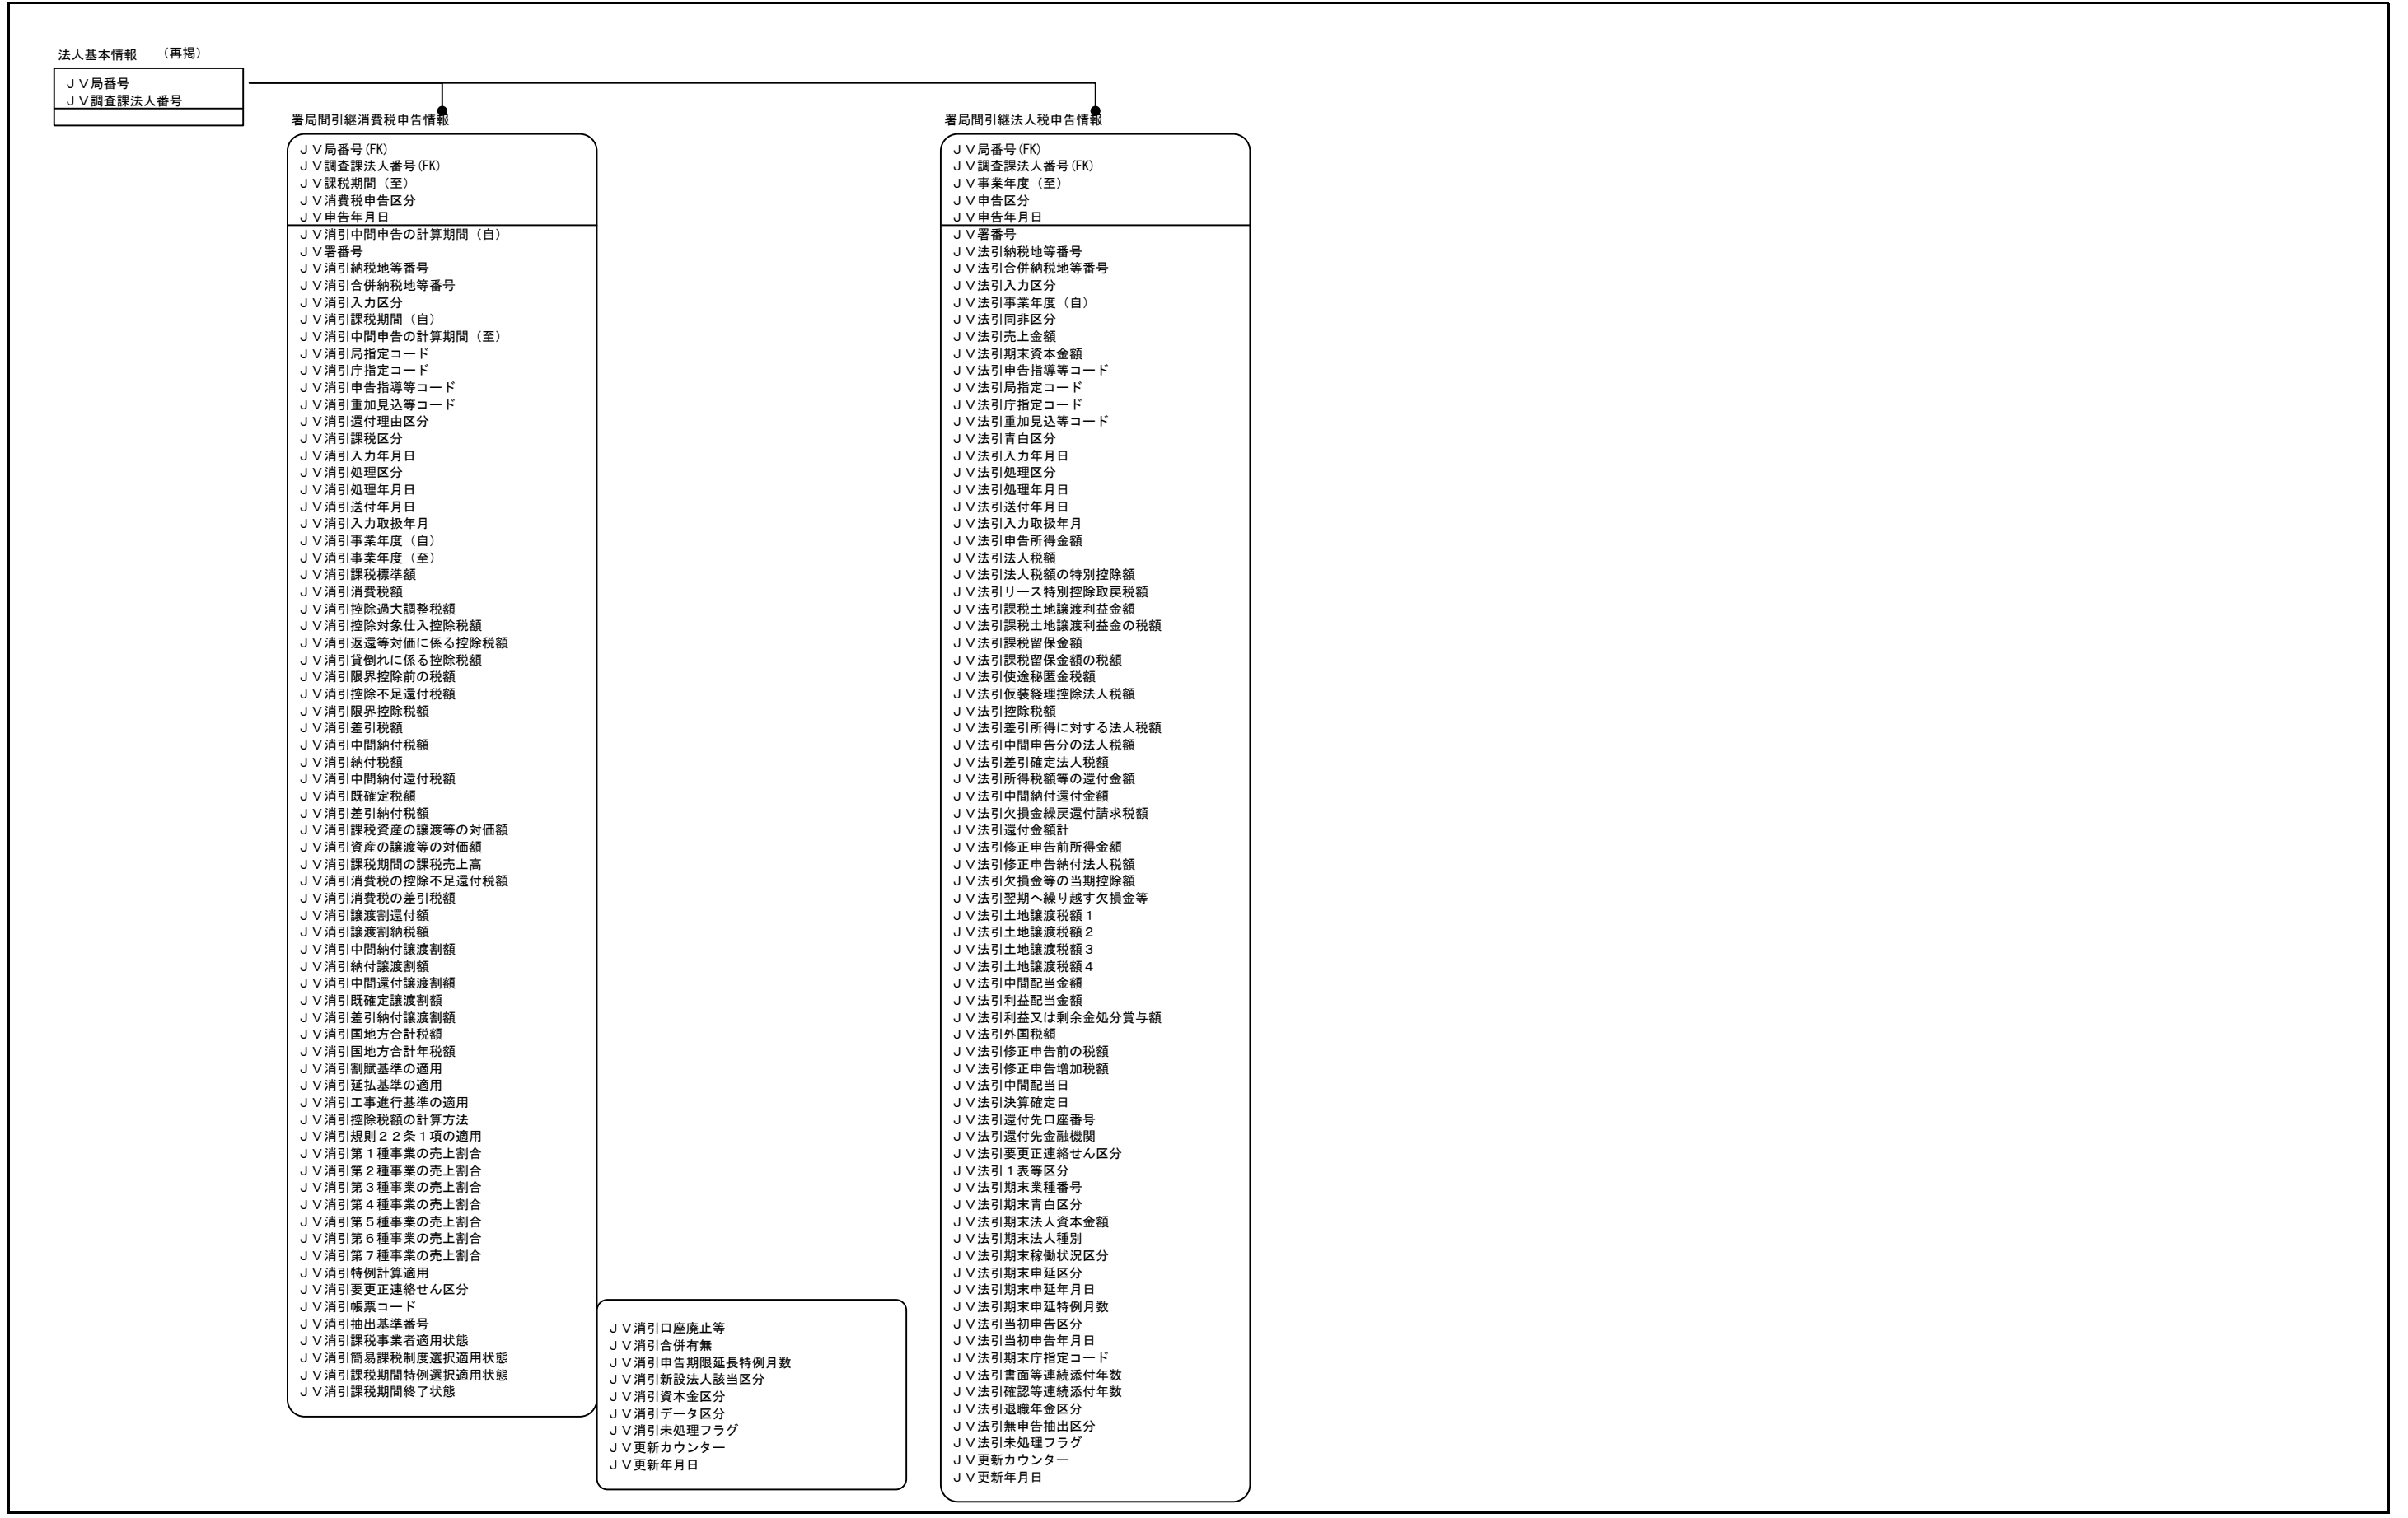 法人基本情報　（再掲）
ＪＶ局番号
ＪＶ調査課法人番号
署局間引継消費税申告情報
ＪＶ局番号(FK)
ＪＶ調査課法人番号(FK)
ＪＶ課税期間（至）
ＪＶ消費税申告区分
ＪＶ申告年月日
ＪＶ消引中間申告の計算期間（自）
ＪＶ署番号
ＪＶ消引納税地等番号
ＪＶ消引合併納税地等番号
ＪＶ消引入力区分
ＪＶ消引課税期間（自）
ＪＶ消引中間申告の計算期間（至）
ＪＶ消引局指定コード
ＪＶ消引庁指定コード
ＪＶ消引申告指導等コード
ＪＶ消引重加見込等コード
ＪＶ消引還付理由区分
ＪＶ消引課税区分
ＪＶ消引入力年月日
ＪＶ消引処理区分
ＪＶ消引処理年月日
ＪＶ消引送付年月日
ＪＶ消引入力取扱年月
ＪＶ消引事業年度（自）
ＪＶ消引事業年度（至）
ＪＶ消引課税標準額
ＪＶ消引消費税額
ＪＶ消引控除過大調整税額
ＪＶ消引控除対象仕入控除税額
ＪＶ消引返還等対価に係る控除税額
ＪＶ消引貸倒れに係る控除税額
ＪＶ消引限界控除前の税額
ＪＶ消引控除不足還付税額
ＪＶ消引限界控除税額
ＪＶ消引差引税額
ＪＶ消引中間納付税額
ＪＶ消引納付税額
ＪＶ消引中間納付還付税額
ＪＶ消引既確定税額
ＪＶ消引差引納付税額
ＪＶ消引課税資産の譲渡等の対価額
ＪＶ消引資産の譲渡等の対価額
ＪＶ消引課税期間の課税売上高
ＪＶ消引消費税の控除不足還付税額
ＪＶ消引消費税の差引税額
ＪＶ消引譲渡割還付額
ＪＶ消引譲渡割納税額
ＪＶ消引中間納付譲渡割額
ＪＶ消引納付譲渡割額
ＪＶ消引中間還付譲渡割額
ＪＶ消引既確定譲渡割額
ＪＶ消引差引納付譲渡割額
ＪＶ消引国地方合計税額
ＪＶ消引国地方合計年税額
ＪＶ消引割賦基準の適用
ＪＶ消引延払基準の適用
ＪＶ消引工事進行基準の適用
ＪＶ消引控除税額の計算方法
ＪＶ消引規則２２条１項の適用
ＪＶ消引第１種事業の売上割合
ＪＶ消引第２種事業の売上割合
ＪＶ消引第３種事業の売上割合
ＪＶ消引第４種事業の売上割合
ＪＶ消引第５種事業の売上割合
ＪＶ消引第６種事業の売上割合
ＪＶ消引第７種事業の売上割合
ＪＶ消引特例計算適用
ＪＶ消引要更正連絡せん区分
ＪＶ消引帳票コード
ＪＶ消引抽出基準番号
ＪＶ消引課税事業者適用状態
ＪＶ消引簡易課税制度選択適用状態
ＪＶ消引課税期間特例選択適用状態
ＪＶ消引課税期間終了状態
ＪＶ消引口座廃止等
ＪＶ消引合併有無
ＪＶ消引申告期限延長特例月数
ＪＶ消引新設法人該当区分
ＪＶ消引資本金区分
ＪＶ消引データ区分
ＪＶ消引未処理フラグ
ＪＶ更新カウンター
ＪＶ更新年月日
署局間引継法人税申告情報
ＪＶ局番号(FK)
ＪＶ調査課法人番号(FK)
ＪＶ事業年度（至）
ＪＶ申告区分
ＪＶ申告年月日
ＪＶ署番号
ＪＶ法引納税地等番号
ＪＶ法引合併納税地等番号
ＪＶ法引入力区分
ＪＶ法引事業年度（自）
ＪＶ法引同非区分
ＪＶ法引売上金額
ＪＶ法引期末資本金額
ＪＶ法引申告指導等コード
ＪＶ法引局指定コード
ＪＶ法引庁指定コード
ＪＶ法引重加見込等コード
ＪＶ法引青白区分
ＪＶ法引入力年月日
ＪＶ法引処理区分
ＪＶ法引処理年月日
ＪＶ法引送付年月日
ＪＶ法引入力取扱年月
ＪＶ法引申告所得金額
ＪＶ法引法人税額
ＪＶ法引法人税額の特別控除額
ＪＶ法引リース特別控除取戻税額
ＪＶ法引課税土地譲渡利益金額
ＪＶ法引課税土地譲渡利益金の税額
ＪＶ法引課税留保金額
ＪＶ法引課税留保金額の税額
ＪＶ法引使途秘匿金税額
ＪＶ法引仮装経理控除法人税額
ＪＶ法引控除税額
ＪＶ法引差引所得に対する法人税額
ＪＶ法引中間申告分の法人税額
ＪＶ法引差引確定法人税額
ＪＶ法引所得税額等の還付金額
ＪＶ法引中間納付還付金額
ＪＶ法引欠損金繰戻還付請求税額
ＪＶ法引還付金額計
ＪＶ法引修正申告前所得金額
ＪＶ法引修正申告納付法人税額
ＪＶ法引欠損金等の当期控除額
ＪＶ法引翌期へ繰り越す欠損金等
ＪＶ法引土地譲渡税額１
ＪＶ法引土地譲渡税額２
ＪＶ法引土地譲渡税額３
ＪＶ法引土地譲渡税額４
ＪＶ法引中間配当金額
ＪＶ法引利益配当金額
ＪＶ法引利益又は剰余金処分賞与額
ＪＶ法引外国税額
ＪＶ法引修正申告前の税額
ＪＶ法引修正申告増加税額
ＪＶ法引中間配当日
ＪＶ法引決算確定日
ＪＶ法引還付先口座番号
ＪＶ法引還付先金融機関
ＪＶ法引要更正連絡せん区分
ＪＶ法引１表等区分
ＪＶ法引期末業種番号
ＪＶ法引期末青白区分
ＪＶ法引期末法人資本金額
ＪＶ法引期末法人種別
ＪＶ法引期末稼働状況区分
ＪＶ法引期末申延区分
ＪＶ法引期末申延年月日
ＪＶ法引期末申延特例月数
ＪＶ法引当初申告区分
ＪＶ法引当初申告年月日
ＪＶ法引期末庁指定コード
ＪＶ法引書面等連続添付年数
ＪＶ法引確認等連続添付年数
ＪＶ法引退職年金区分
ＪＶ法引無申告抽出区分
ＪＶ法引未処理フラグ
ＪＶ更新カウンター
ＪＶ更新年月日